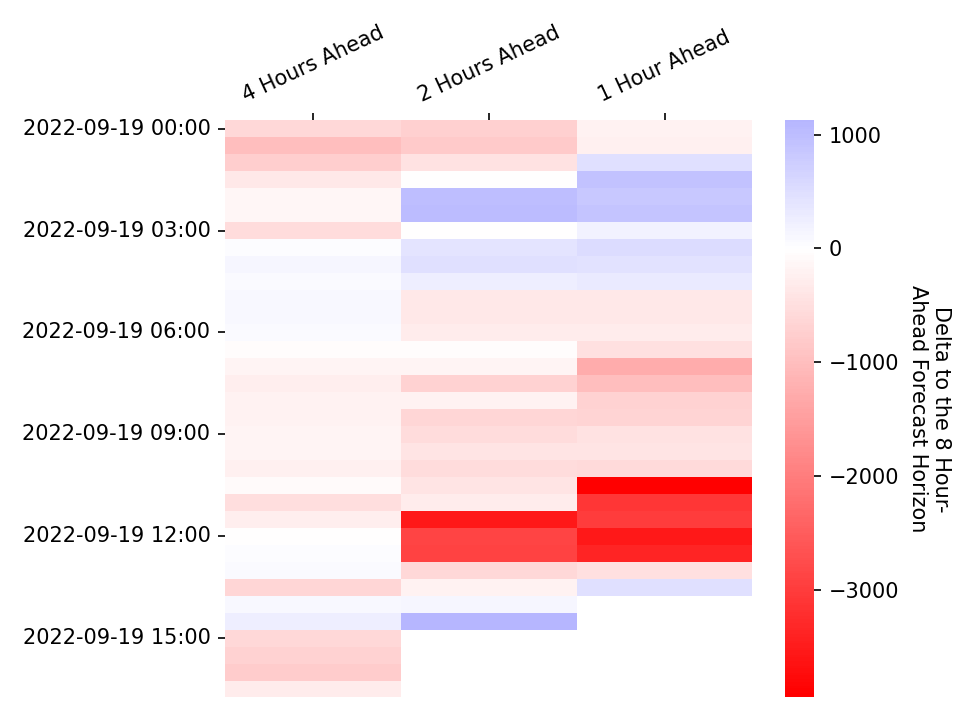 4 Hours Ahead
2 Hours Ahead
1 Hour Ahead
2022-09-19 00:00
2022-09-19 03:00
2022-09-19 06:00
2022-09-19 09:00
2022-09-19 12:00
2022-09-19 15:00
1000
0
−1000
−2000
−3000
Delta to the 8 Hour-
Ahead Forecast Horizon